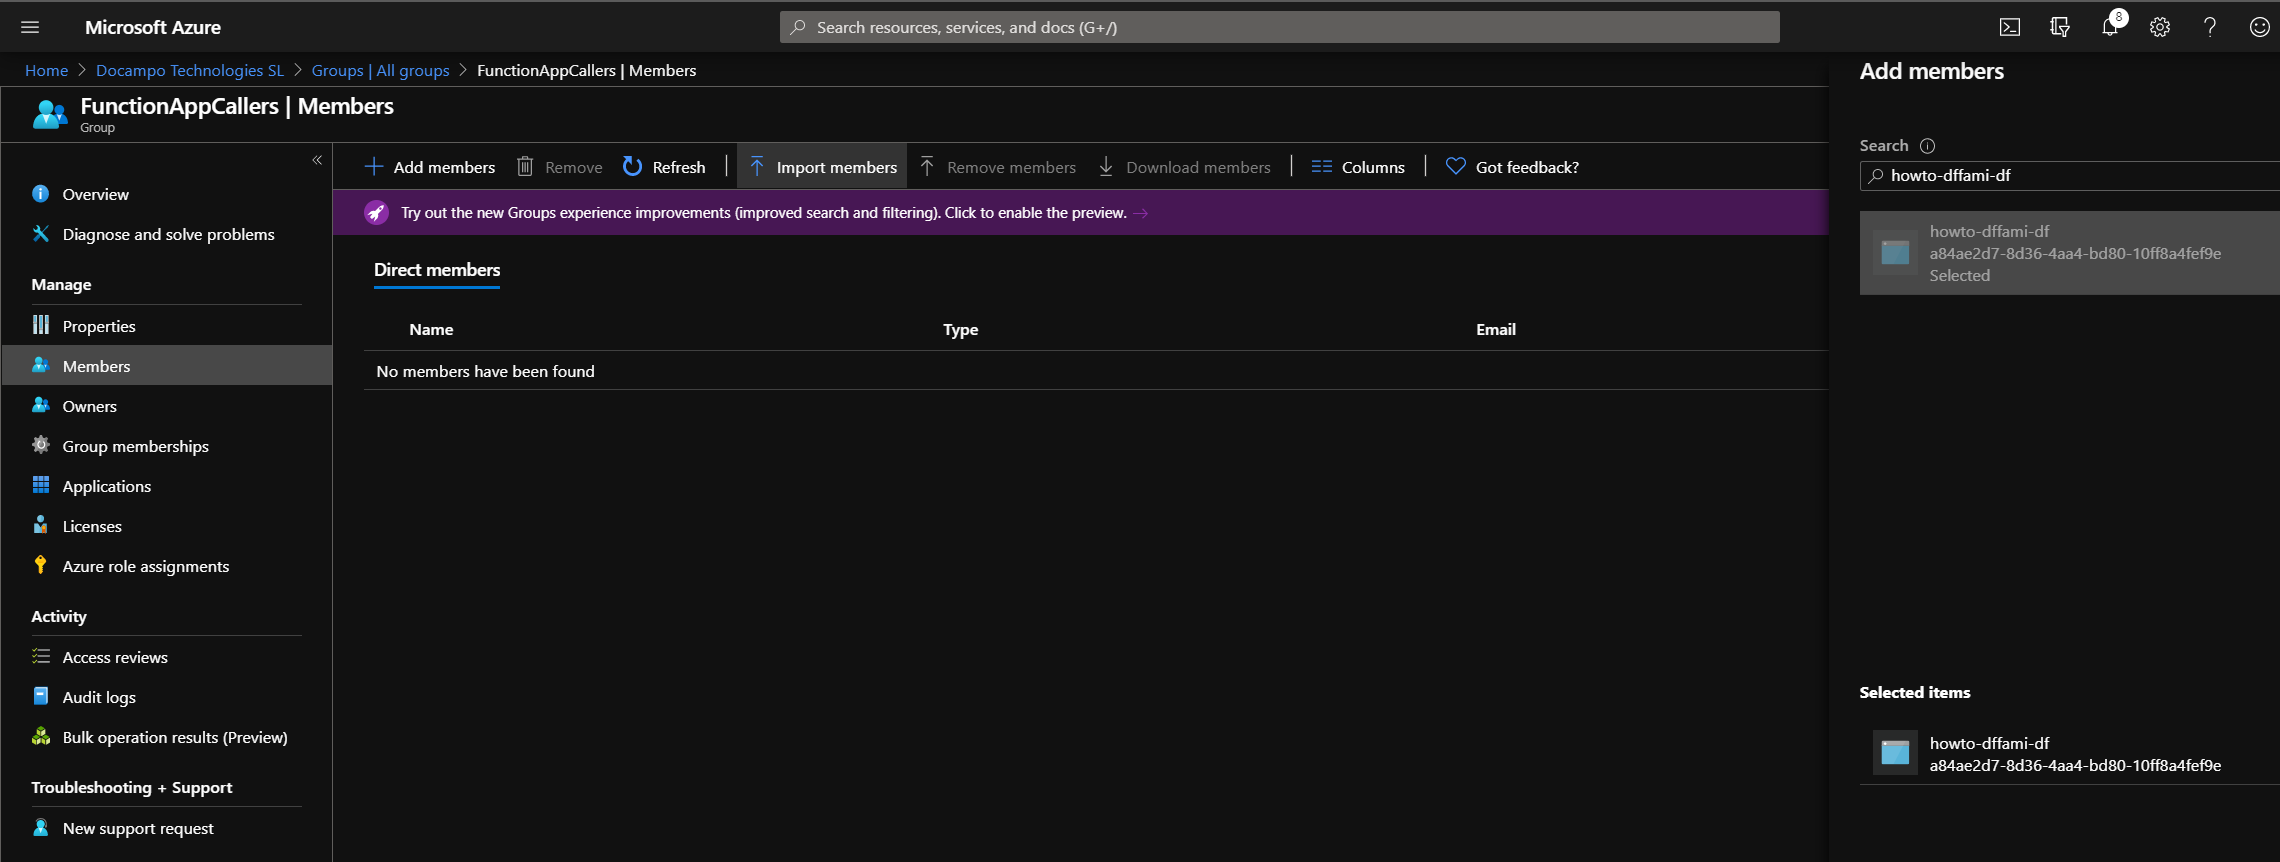 Microsoft Azure
Search resources, services, and docs (G+/)
8
Home > Docampo Technologies SL > Groups | All groups > FunctionAppCallers | Members
FunctionAppCallers | Members
Group
Overview
Diagnose and solve problems
Manage
Properties
Members
Owners
Group memberships
Applications
Licenses
Azure role assignments
Activity
Access reviews
Audit logs
Bulk operation results (Preview)
Troubleshooting + Support
New support request
Add members Remove Refresh | Import members Remove members Download members | Columns | Got feedback?
Try out the new Groups experience improvements (improved search and filtering). Click to enable the preview. →
Direct members
Name Type Email
No members have been found
Add members
Search
howto-dffami-df
howto-dffami-df
a84ae2d7-8d36-4aa4-bd80-10ff8a4fef9e
Selected
Selected items
howto-dffami-df
a84ae2d7-8d36-4aa4-bd80-10ff8a4fef9e